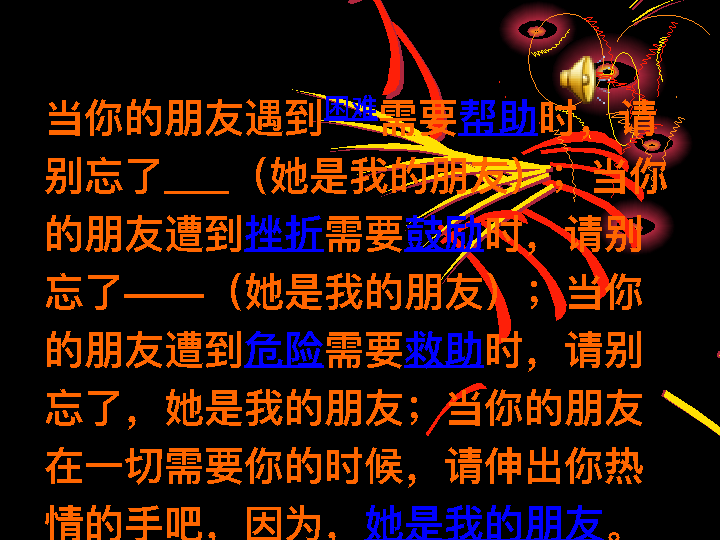 当你的朋友遇到困难需要帮助时，请
别忘了___（她是我的朋友）；当你
的朋友遭到挫折需要鼓励时，请别
忘了——（她是我的朋友）；当你
的朋友遭到危险需要救助时，请别
忘了，她是我的朋友；当你的朋友
在一切需要你的时候，请伸出你热
情的手吧，因为，她是我的朋友。